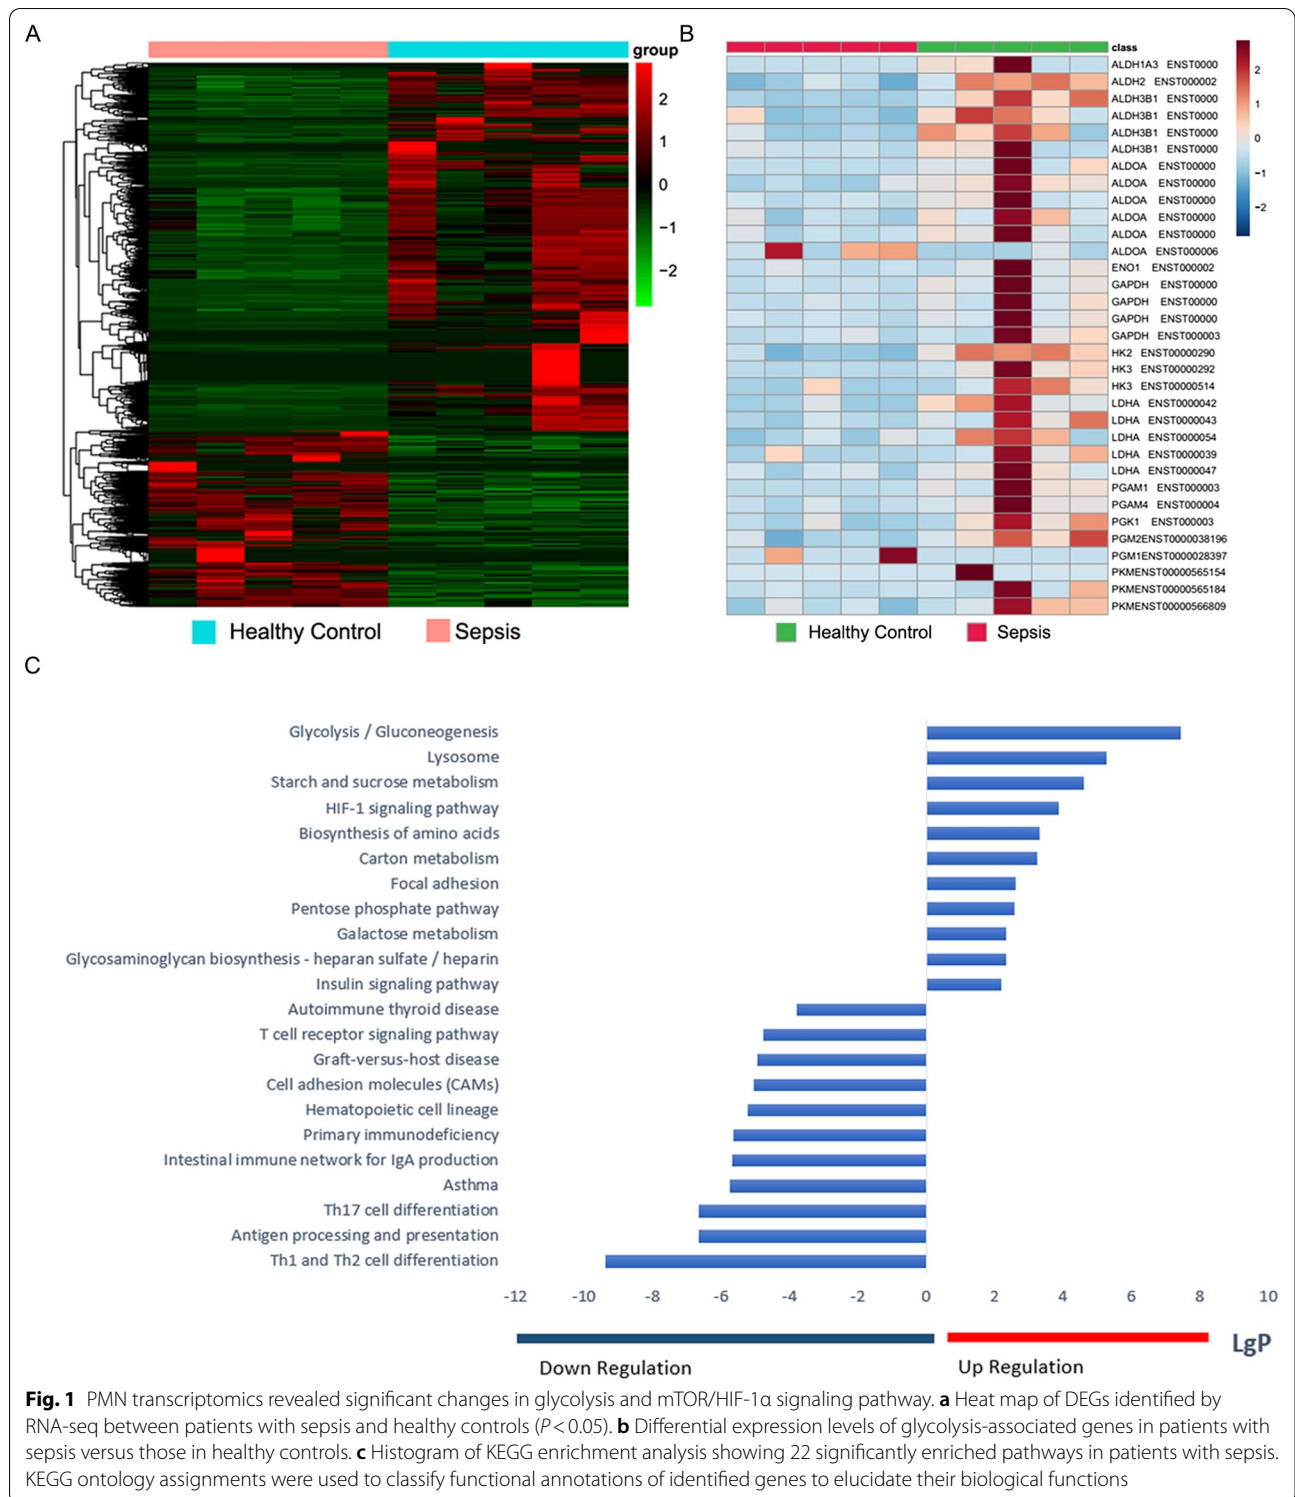 A
group
2
1
0
−1
−2
Healthy Control
Sepsis
B
class
ALDH1A3 ENST0000
ALDH2 ENST000002
ALDH3B1 ENST0000
ALDH3B1 ENST0000
ALDH3B1 ENST0000
ALDH3B1 ENST0000
ALDOA ENST00000
ALDOA ENST00000
ALDOA ENST00000
ALDOA ENST00000
ALDOA ENST00000
ALDOA ENST000006
ENO1 ENST000002
GAPDH ENST00000
GAPDH ENST00000
GAPDH ENST00000
GAPDH ENST000003
HK2 ENST00000290
HK3 ENST00000292
HK3 ENST00000514
LDHA ENST0000042
LDHA ENST0000043
LDHA ENST0000054
LDHA ENST0000039
LDHA ENST0000047
PGAM1 ENST000003
PGAM4 ENST000004
PGK1 ENST000003
PGM2ENST0000038196
PGM1ENST0000028397
PKMENST00000565154
PKMENST00000565184
PKMENST00000566809
2
1
0
−1
−2
Healthy Control
Sepsis
C
Glycolysis / Gluconeogenesis
Lysosome
Starch and sucrose metabolism
HIF-1 signaling pathway
Biosynthesis of amino acids
Carton metabolism
Focal adhesion
Pentose phosphate pathway
Galactose metabolism
Glycosaminoglycan biosynthesis - heparan sulfate / heparin
Insulin signaling pathway
Autoimmune thyroid disease
T cell receptor signaling pathway
Graft-versus-host disease
Cell adhesion molecules (CAMs)
Hematopoietic cell lineage
Primary immunodeficiency
Intestinal immune network for IgA production
Asthma
Th17 cell differentiation
Antigen processing and presentation
Th1 and Th2 cell differentiation
-12 -10 -8 -6 -4 -2 0 2 4 6 8 10
LgP
Down Regulation
Up Regulation
Fig. 1 PMN transcriptomics revealed significant changes in glycolysis and mTOR/HIF-1α signaling pathway. a Heat map of DEGs identified by
RNA-seq between patients with sepsis and healthy controls (P < 0.05). b Differential expression levels of glycolysis-associated genes in patients with
sepsis versus those in healthy controls. c Histogram of KEGG enrichment analysis showing 22 significantly enriched pathways in patients with sepsis.
KEGG ontology assignments were used to classify functional annotations of identified genes to elucidate their biological functions